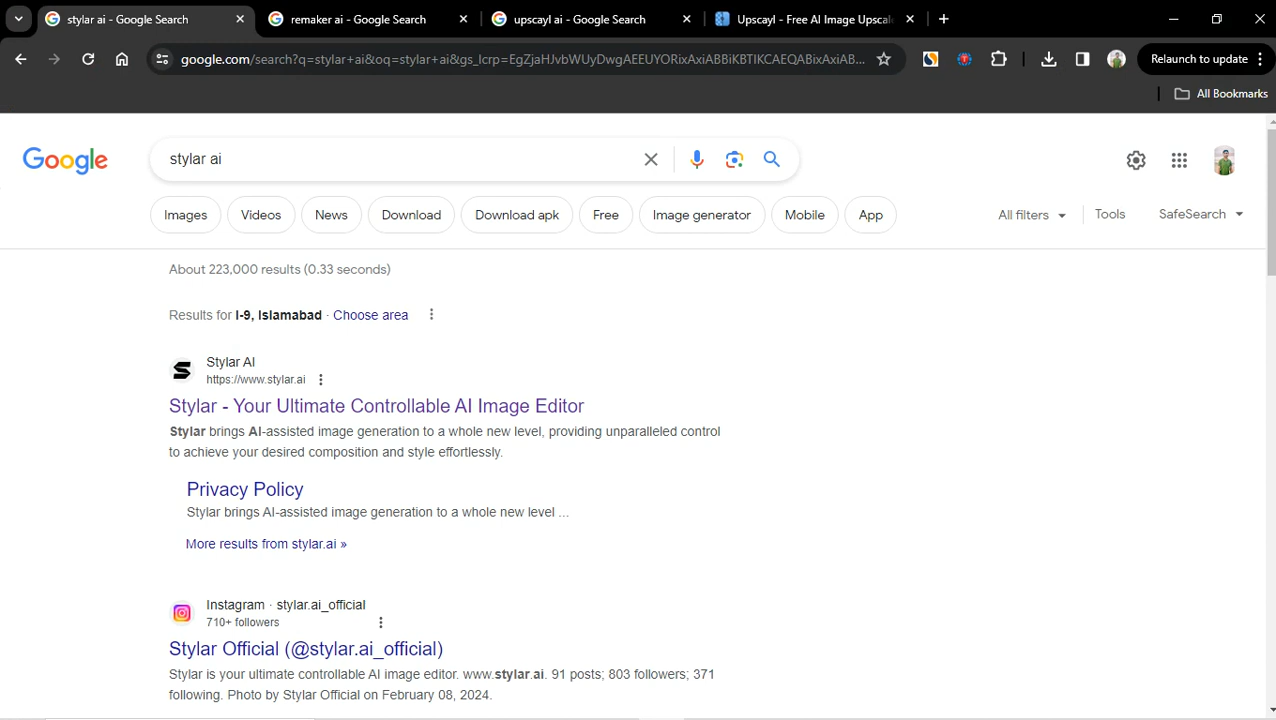 stylar ai - Google Search
remaker ai - Google Search
upscayl ai - Google Search
Upscayl - Free AI Image Upscal
google.com/search?q=stylar+ai&oq=stylar+ai&gs_lcrp=EgZjaHJvbWUyDwgAEEUYORixAxiABBiKBTIKCAEQABixAxiAB...
Relaunch to update
All Bookmarks
Google
stylar ai
Images
Videos
News
Download
Download apk
Free
Image generator
Mobile
App
All filters
Tools
SafeSearch
About 223,000 results (0.33 seconds)
Results for I-9, Islamabad · Choose area
Stylar AI
https://www.stylar.ai
Stylar - Your Ultimate Controllable AI Image Editor
Stylar brings AI-assisted image generation to a whole new level, providing unparalleled control
to achieve your desired composition and style effortlessly.
Privacy Policy
Stylar brings AI-assisted image generation to a whole new level ...
More results from stylar.ai »
Instagram · stylar.ai_official
710+ followers
Stylar Official (@stylar.ai_official)
Stylar is your ultimate controllable AI image editor. www.stylar.ai. 91 posts; 803 followers; 371
following. Photo by Stylar Official on February 08, 2024.